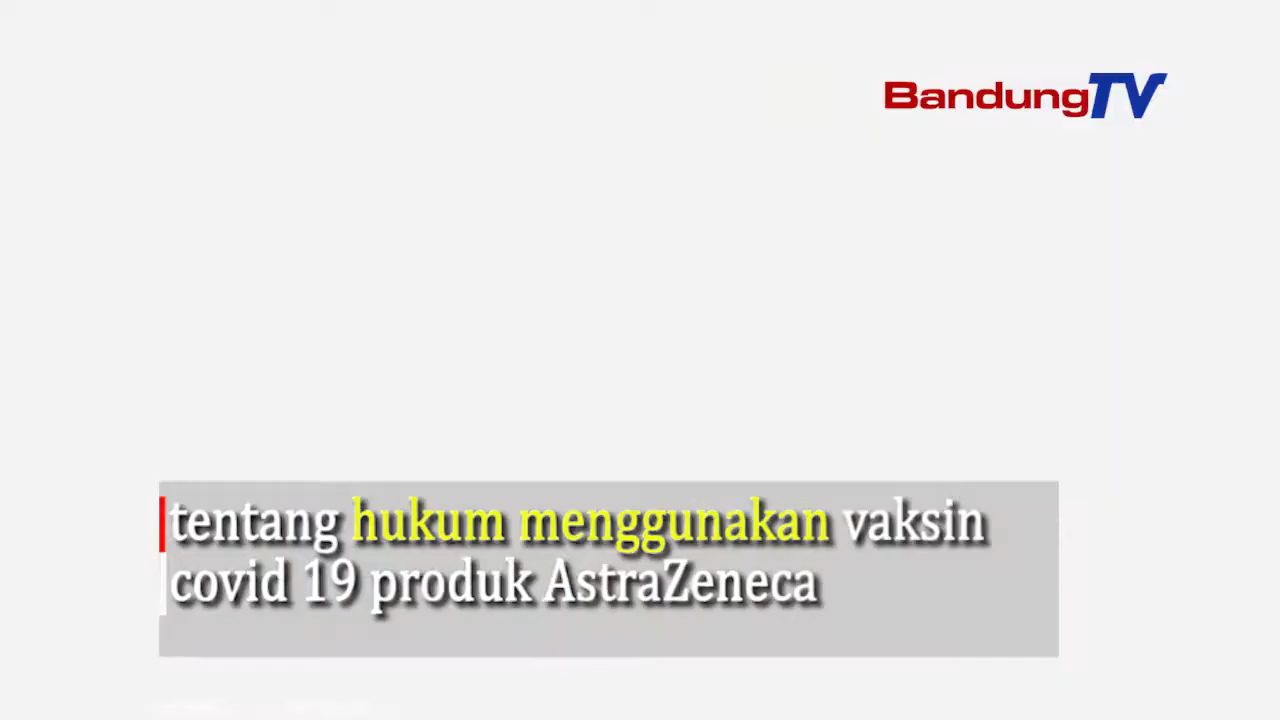 BandungTV
tentang hukum menggunakan vaksin
covid 19 produk AstraZeneca